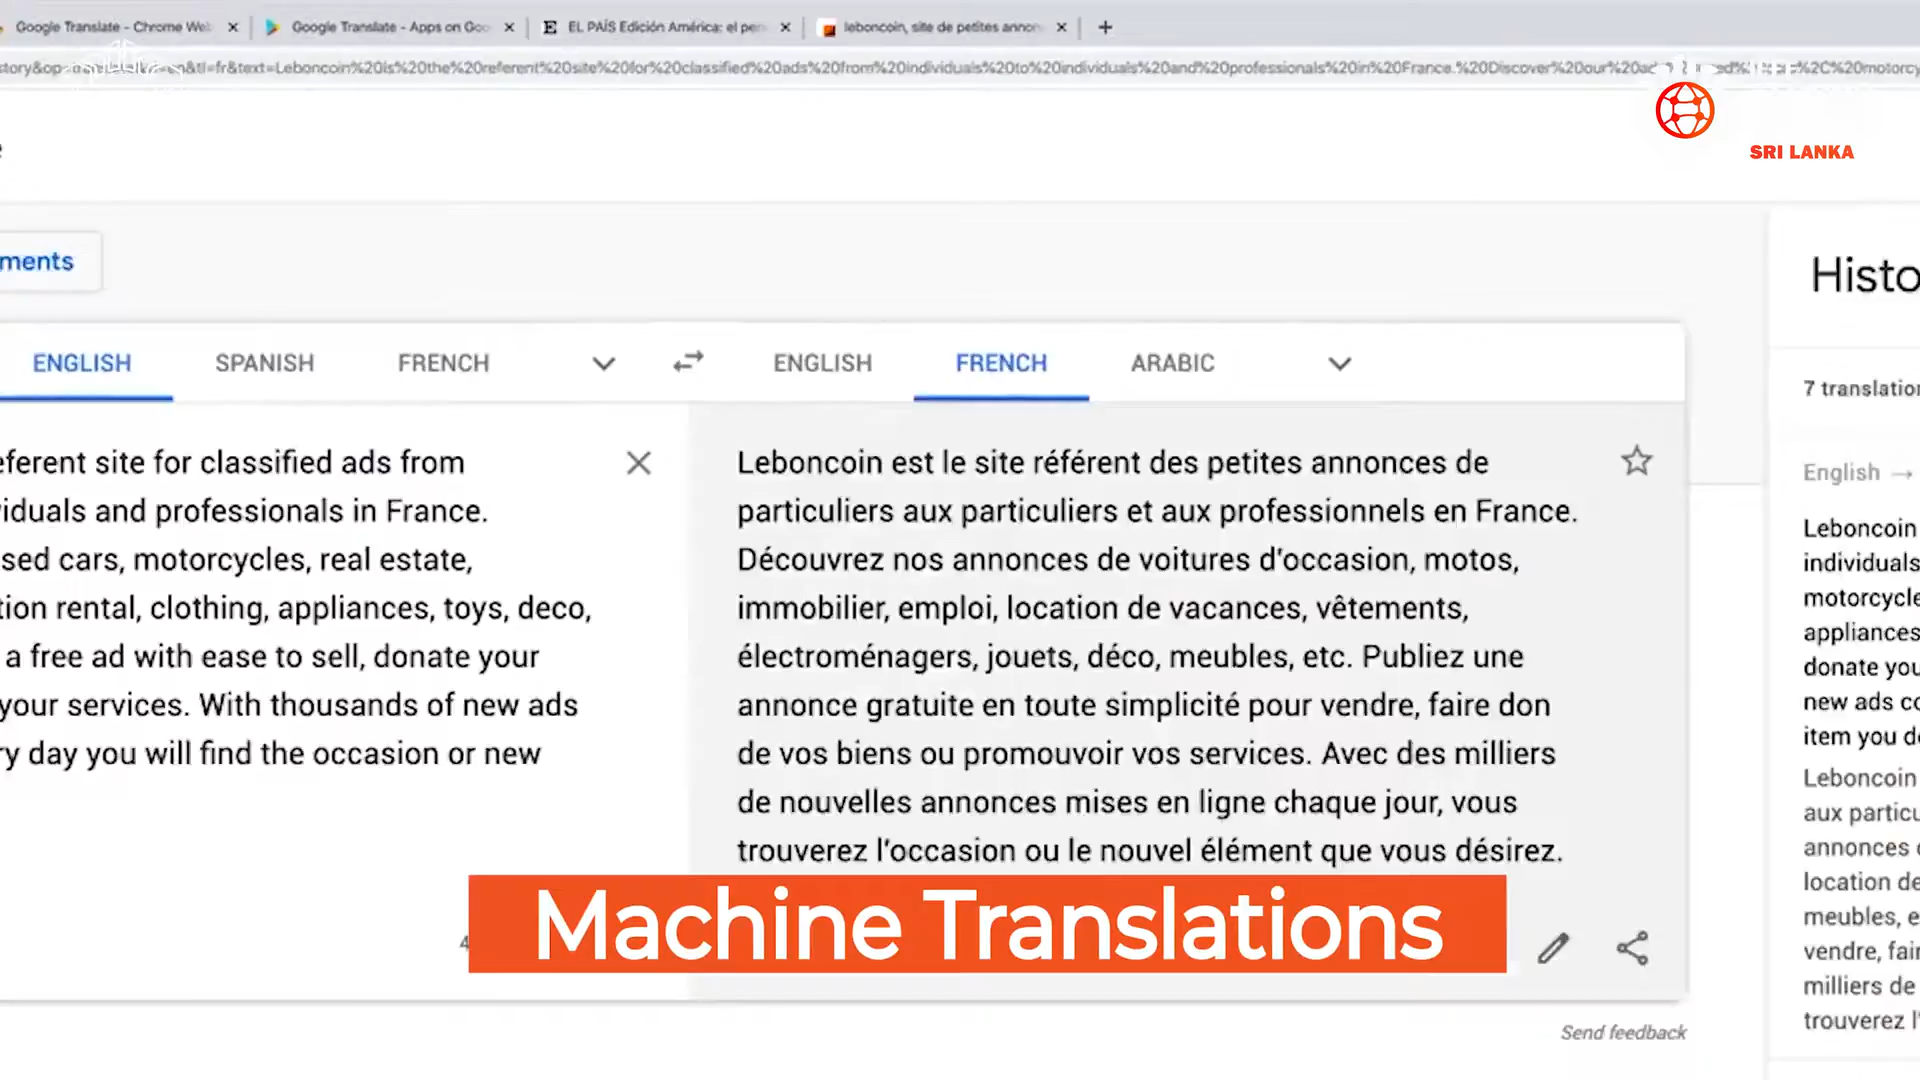 Google Translate - Chrome We
Google Translate - Apps on Goo
EL PAÍS Edición América: el per
leboncoin, site de petites annon
SRI LANKA
ments
Histo
ENGLISH SPANISH FRENCH ENGLISH FRENCH ARABIC
7 translation
eferent site for classified ads from
viduals and professionals in France.
sed cars, motorcycles, real estate,
tion rental, clothing, appliances, toys, deco,
a free ad with ease to sell, donate your
your services. With thousands of new ads
ry day you will find the occasion or new
Leboncoin est le site référent des petites annonces de
particuliers aux particuliers et aux professionnels en France.
Découvrez nos annonces de voitures d'occasion, motos,
immobilier, emploi, location de vacances, vêtements,
électroménagers, jouets, déco, meubles, etc. Publiez une
annonce gratuite en toute simplicité pour vendre, faire don
de vos biens ou promouvoir vos services. Avec des milliers
de nouvelles annonces mises en ligne chaque jour, vous
trouverez l'occasion ou le nouvel élément que vous désirez.
English →
Leboncoin
individuals
motorcycle
appliances
donate you
new ads co
item you de
Leboncoin
aux particu
annonces
location de
meubles, e
vendre, fair
milliers de
trouverez l'
Machine Translations
Send feedback